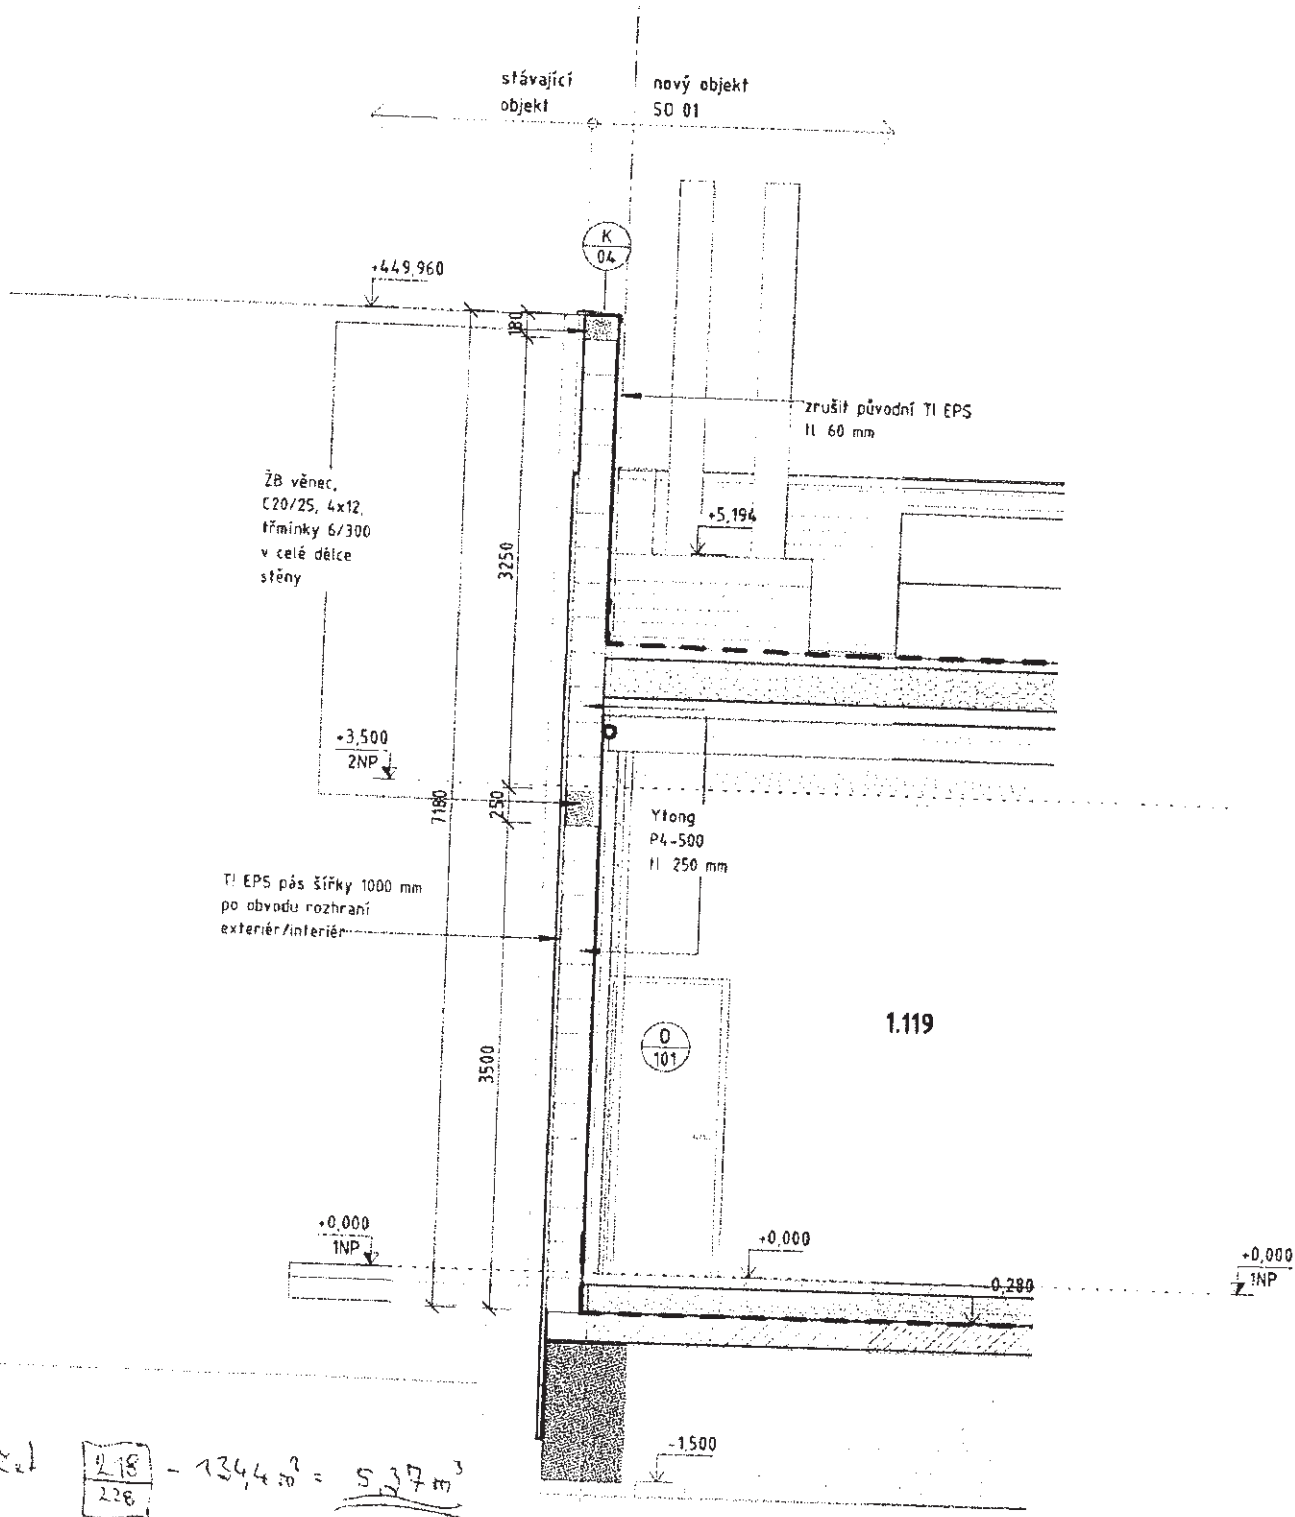 stávající
objekt
nový objekt
SO 01
K
04
+449,960
180
zrušit původní TI EPS
tl. 60 mm
ŽB věnec,
C20/25, 4x12,
třmínky 6/300
v celé délce
stěny
+5,194
3250
+3,500
2NP
7180
250
Ytong
P4-500
tl. 250 mm
TI EPS pás šířky 1000 mm
po obvodu rozhraní
exteriér/interiér
1.119
O
101
3500
+0,000
1NP
+0,000
-0,280
+0,000
1NP
-1,500
218 - 134,4 m³ = 5,37 m³
228